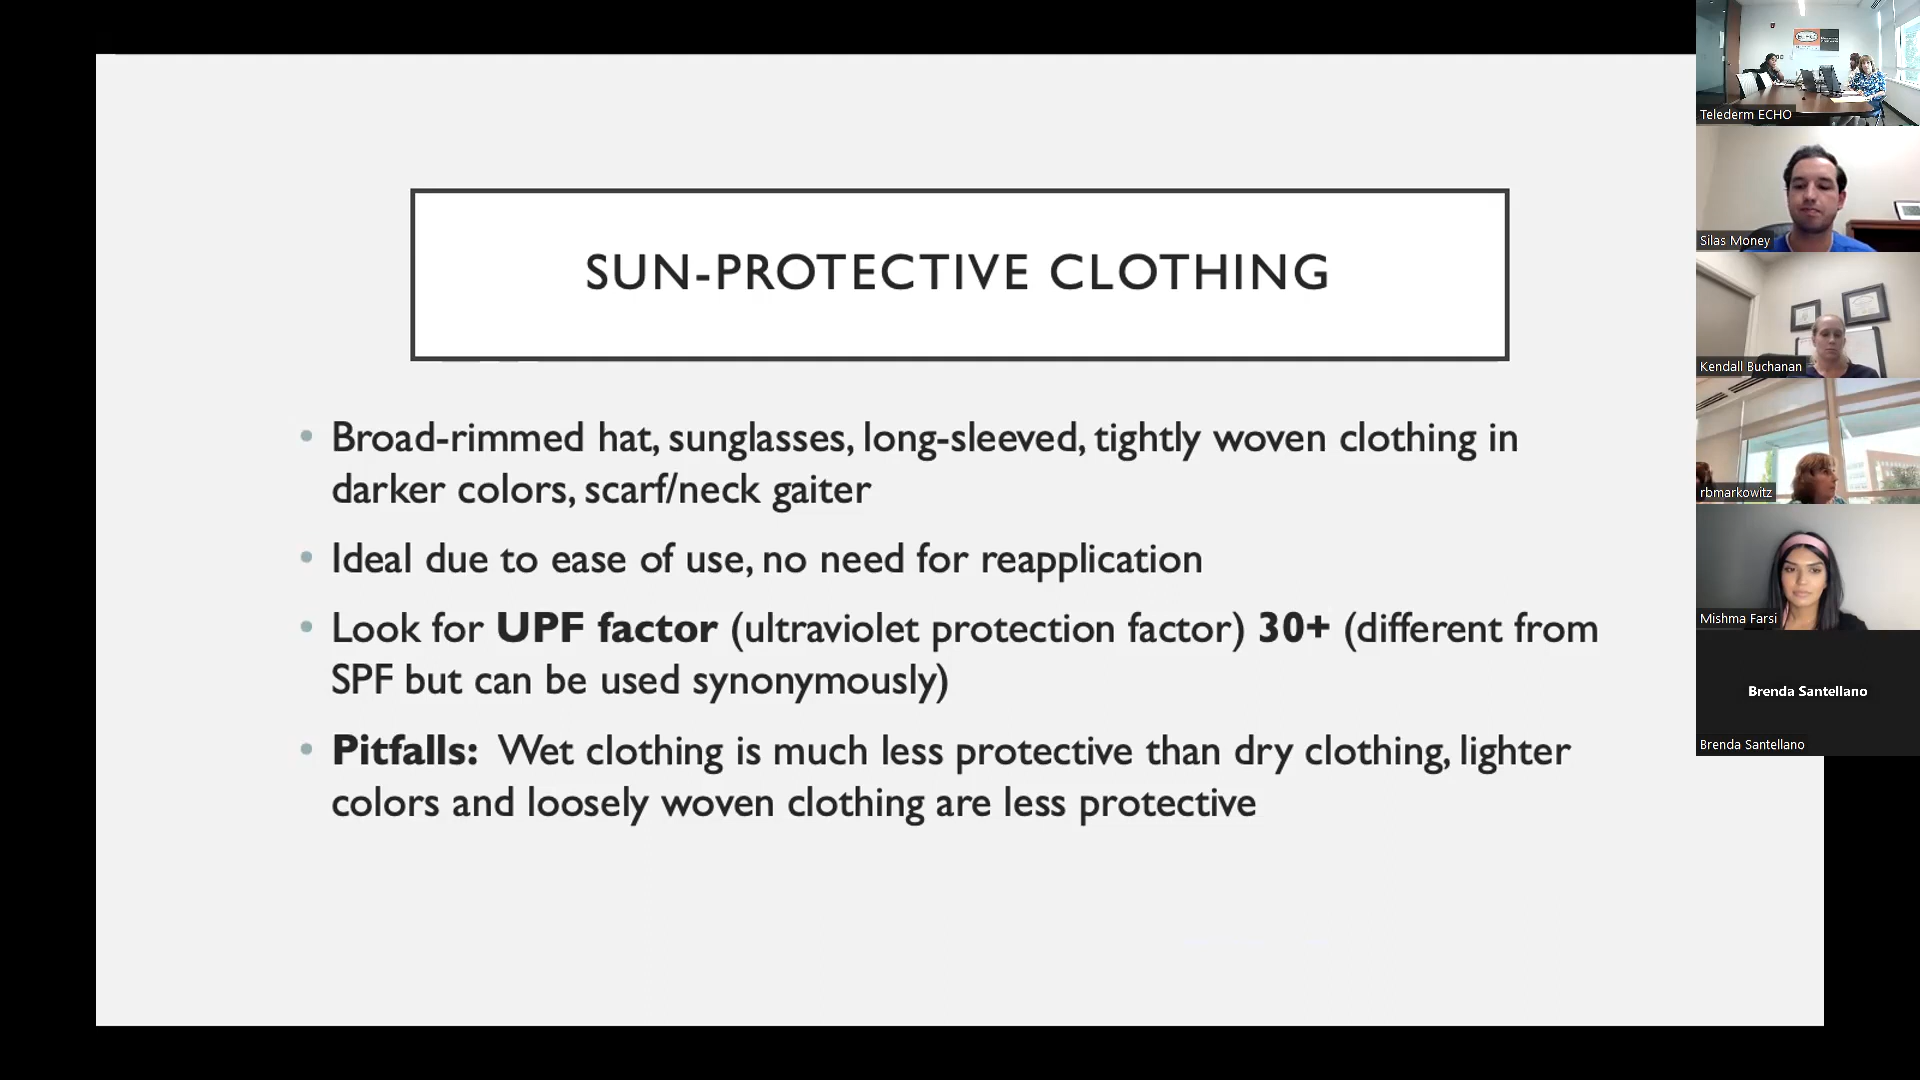 SUN-PROTECTIVE CLOTHING
• Broad-rimmed hat, sunglasses, long-sleeved, tightly woven clothing in
darker colors, scarf/neck gaiter
• Ideal due to ease of use, no need for reapplication
• Look for UPF factor (ultraviolet protection factor) 30+ (different from
SPF but can be used synonymously)
• Pitfalls: Wet clothing is much less protective than dry clothing, lighter
colors and loosely woven clothing are less protective
Telederm ECHO
Silas Money
Kendall Buchanan
rbmarkowitz
Mishma Farsi
Brenda Santellano
Brenda Santellano